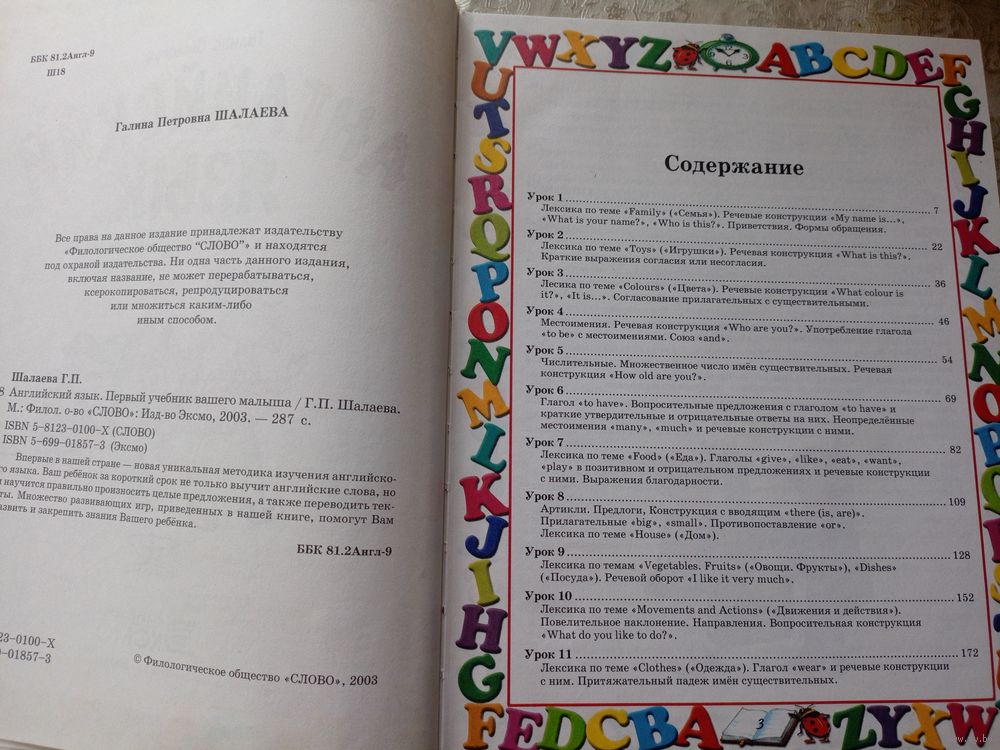 ББК 81.2Англ-9
Ш18
Галина Петровна ШАЛАЕВА
Все права на данное издание принадлежат издательству
«Филологическое общество "СЛОВО"» и находятся
под охраной издательства. Ни одна часть данного издания,
включая название, не может перерабатываться,
ксерокопироваться, репродуцироваться
или множиться каким-либо
иным способом.
Шалаева Г.П.
8 Английский язык. Первый учебник вашего малыша / Г.П. Шалаева.
М.: Филол. о-во «СЛОВО»: Изд-во Эксмо, 2003. — 287 с.
ISBN 5-8123-0100-X (СЛОВО)
ISBN 5-699-01857-3 (Эксмо)
Впервые в нашей стране — новая уникальная методика изучения английско-
го языка. Ваш ребёнок за короткий срок не только выучит английские слова, но
и научится правильно произносить целые предложения, а также переводить тек-
ты. Множество развивающих игр, приведенных в нашей книге, помогут Вам
азвить и закрепить знания Вашего ребёнка.
ББК 81.2Англ-9
23-0100-X
-01857-3
© Филологическое общество «СЛОВО», 2003
VWXYZ ABCDEF
U T S R Q P O N M L K J I H G
G H I J K L M N O P Q
Содержание
Урок 1 7
Лексика по теме «Family» («Семья»). Речевые конструкции «My name is...».
«What is your name?», «Who is this?». Приветствия. Формы обращения.
Урок 2 22
Лексика по теме «Toys» («Игрушки»). Речевая конструкция «What is this?».
Краткие выражения согласия или несогласия.
Урок 3 36
Лесика по теме «Colours» («Цвета»). Речевые конструкции «What colour is
it?», «It is...». Согласование прилагательных с существительными.
Урок 4 46
Местоимения. Речевая конструкция «Who are you?». Употребление глагола
«to be» с местоимениями. Союз «and».
Урок 5 54
Числительные. Множественное число имён существительных. Речевая
конструкция «How old are you?».
Урок 6 69
Глагол «to have». Вопросительные предложения с глаголом «to have» и
краткие утвердительные и отрицательные ответы на них. Неопределённые
местоимения «many», «much» и речевые конструкции с ними.
Урок 7 82
Лексика по теме «Food» («Еда»). Глаголы «give», «like», «eat», «want»,
«play» в позитивном и отрицательном предложениях и речевые конструкции
с ними. Выражения благодарности.
Урок 8 109
Артикли. Предлоги, Конструкция с вводящим «there (is, are)».
Прилагательные «big», «small». Противопоставление «or».
Лексика по теме «House» («Дом»).
Урок 9 128
Лексика по темам «Vegetables. Fruits» («Овощи. Фрукты»), «Dishes»
(«Посуда»). Речевой оборот «I like it very much».
Урок 10 152
Лексика по теме «Movements and Actions» («Движения и действия»).
Повелительное наклонение. Направления. Вопросительная конструкция
«What do you like to do?».
Урок 11 172
Лексика по теме «Clothes» («Одежда»). Глагол «wear» и речевые конструкции
с ним. Притяжательный падеж имён существительных.
FEDCBA 3 ZYXW